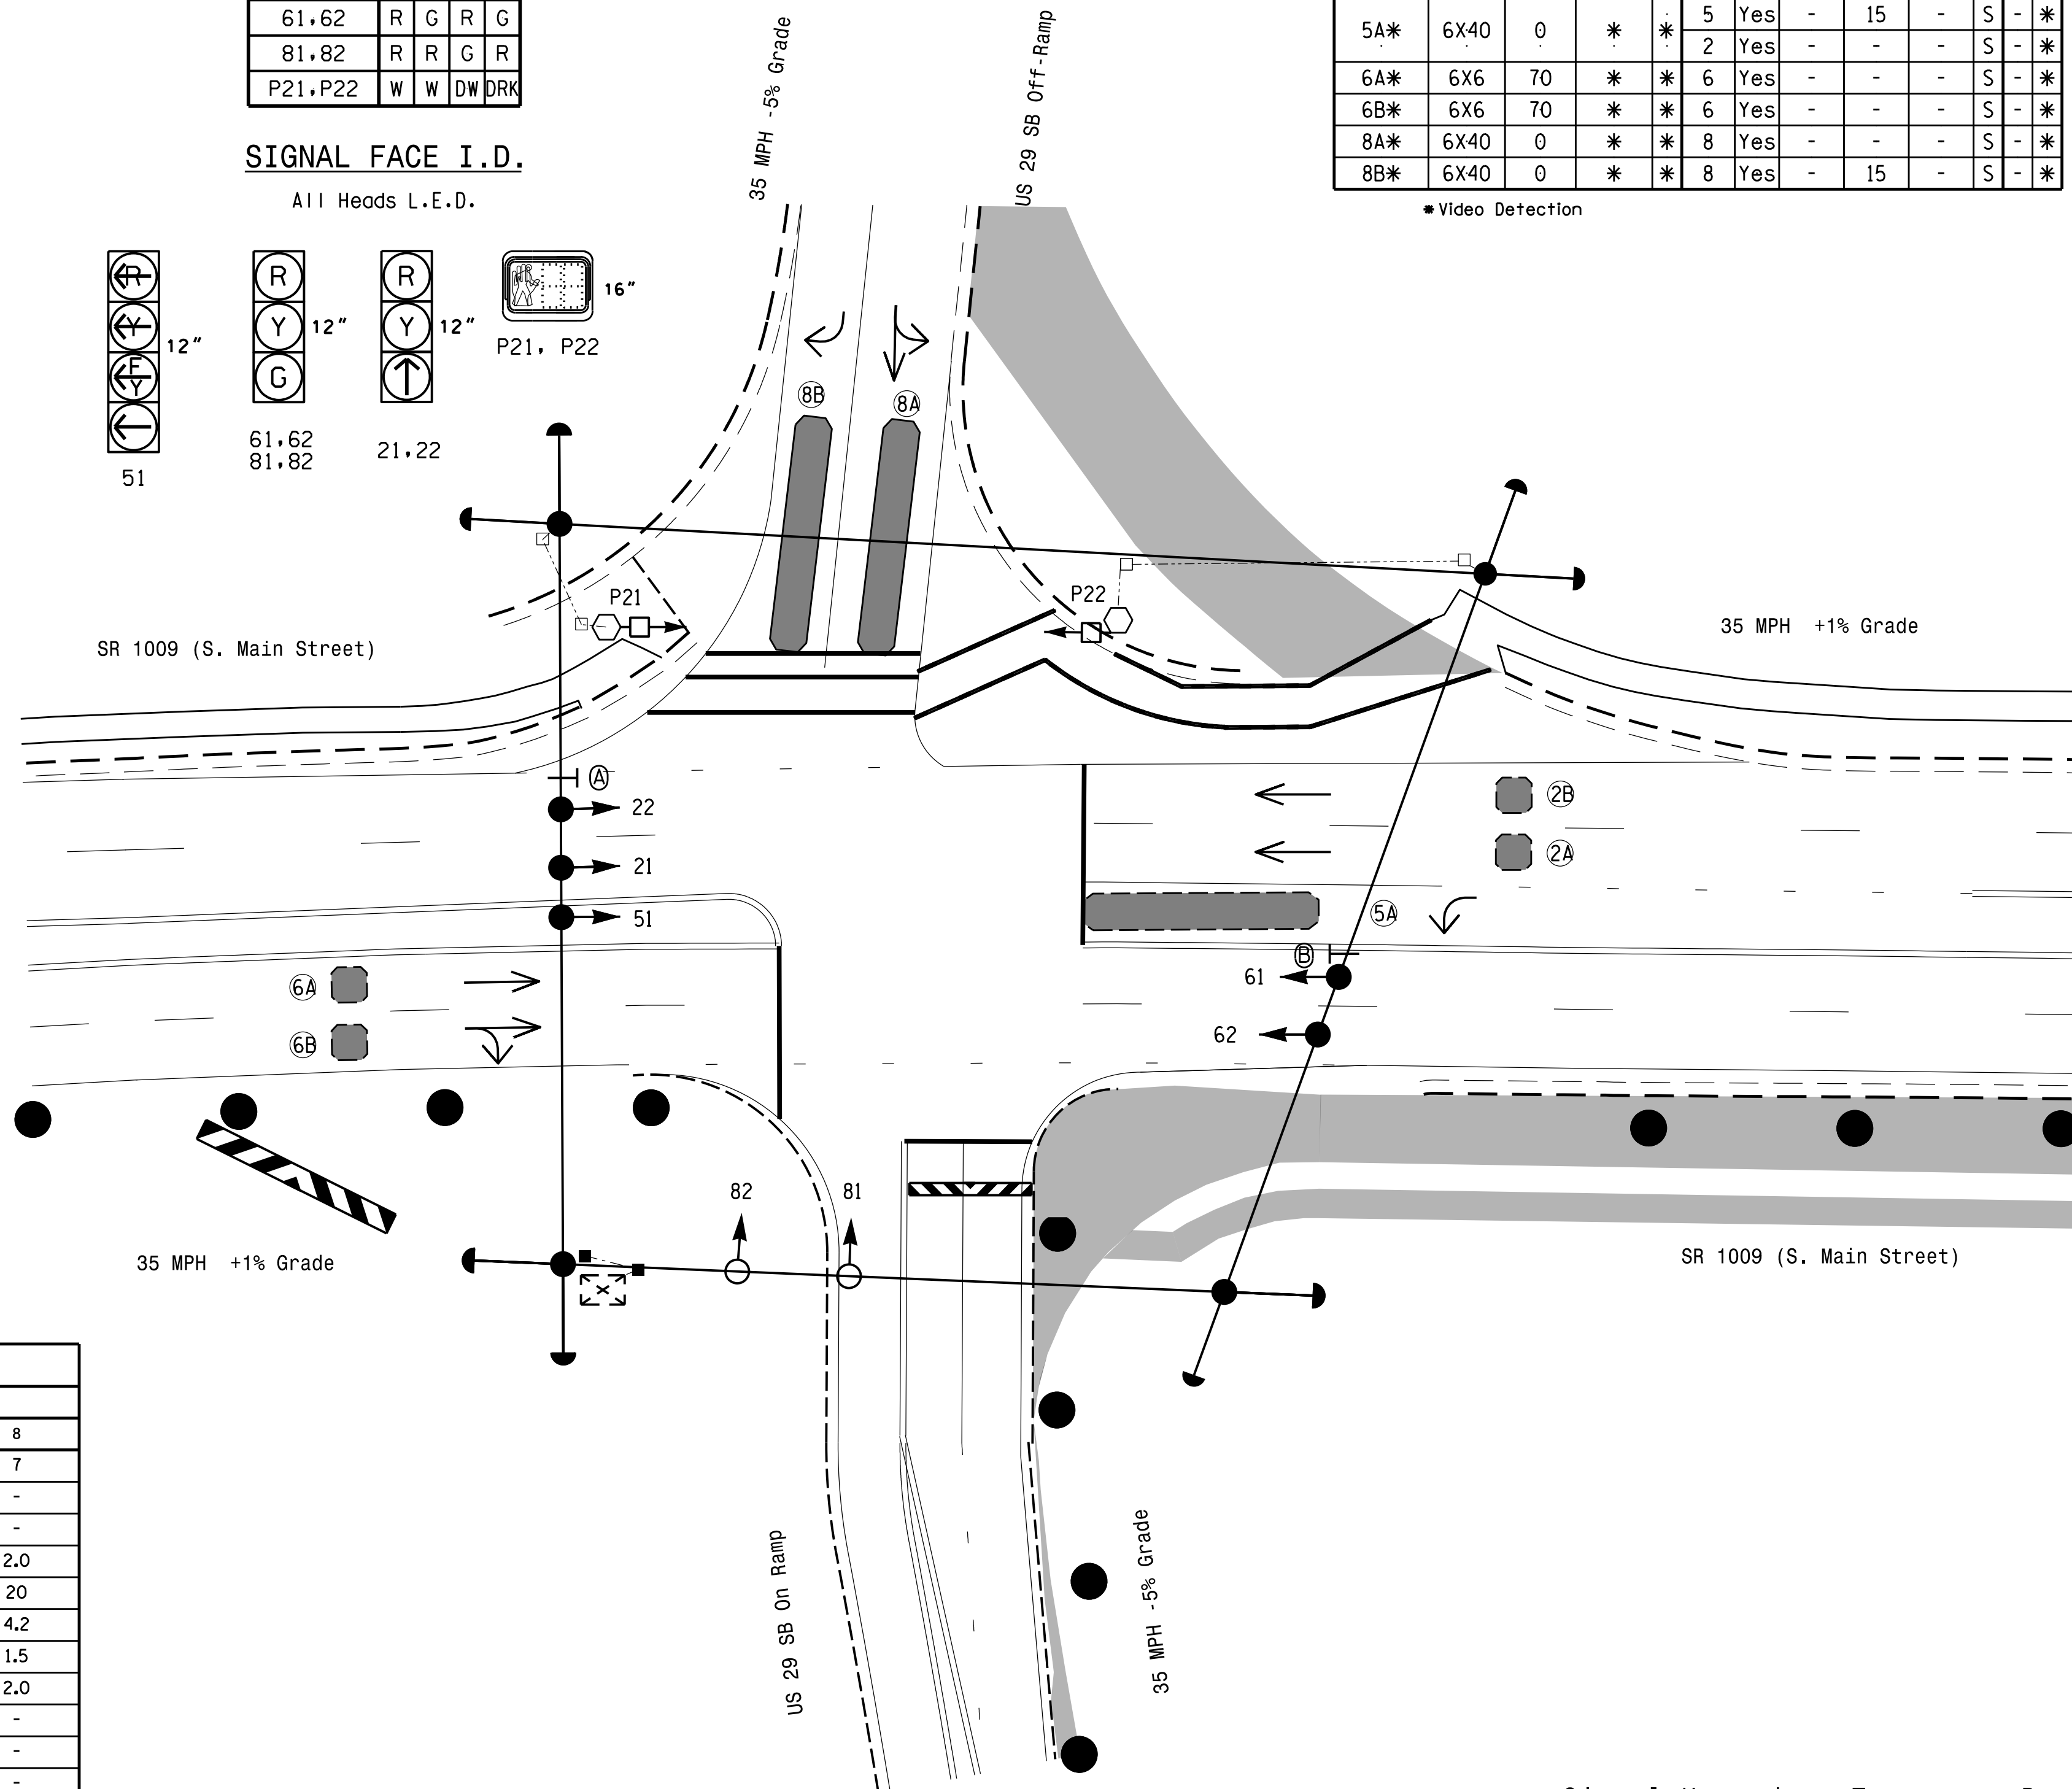 61,62 R G R G
81,82 R R G R
P21,P22 W W DW DRK
SIGNAL FACE I.D.
All Heads L.E.D.
R
Y
F
Y
12"
51
R
Y
G
12"
61,62
81,82
R
Y
12"
21,22
16"
P21, P22
35 MPH -5% Grade
US 29 SB Off-Ramp
5A* 6X40 0 * * 5 Yes - 15 - S - *
2 Yes - - - S - *
6A* 6X6 70 * * 6 Yes - - - S - *
6B* 6X6 70 * * 6 Yes - - - S - *
8A* 6X40 0 * * 8 Yes - - - S - *
8B* 6X40 0 * * 8 Yes - 15 - S - *
* Video Detection
8B
8A
P21
P22
SR 1009 (S. Main Street)
35 MPH +1% Grade
A
22
21
51
2B
2A
5A
B
61
62
6A
6B
82
81
35 MPH +1% Grade
SR 1009 (S. Main Street)
X
US 29 SB On Ramp
35 MPH -5% Grade
8
7
-
-
2.0
20
4.2
1.5
2.0
-
-
-